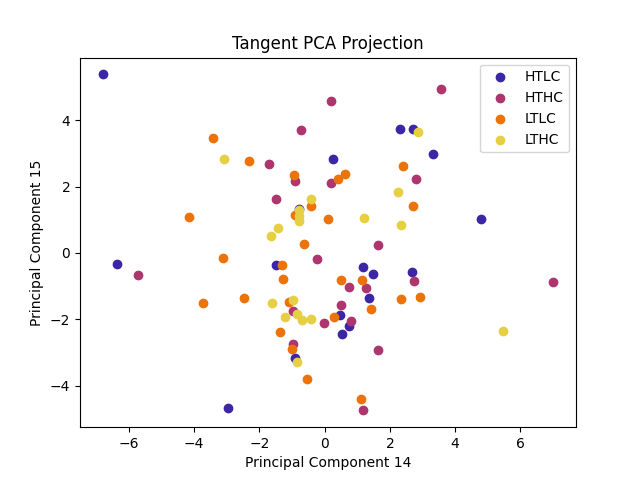 Tangent PCA Projection
HTLC
HTHC
LTLC
LTHC
4
2
0
−2
−4
Principal Component 15
−6
−4
−2
0
2
4
6
Principal Component 14